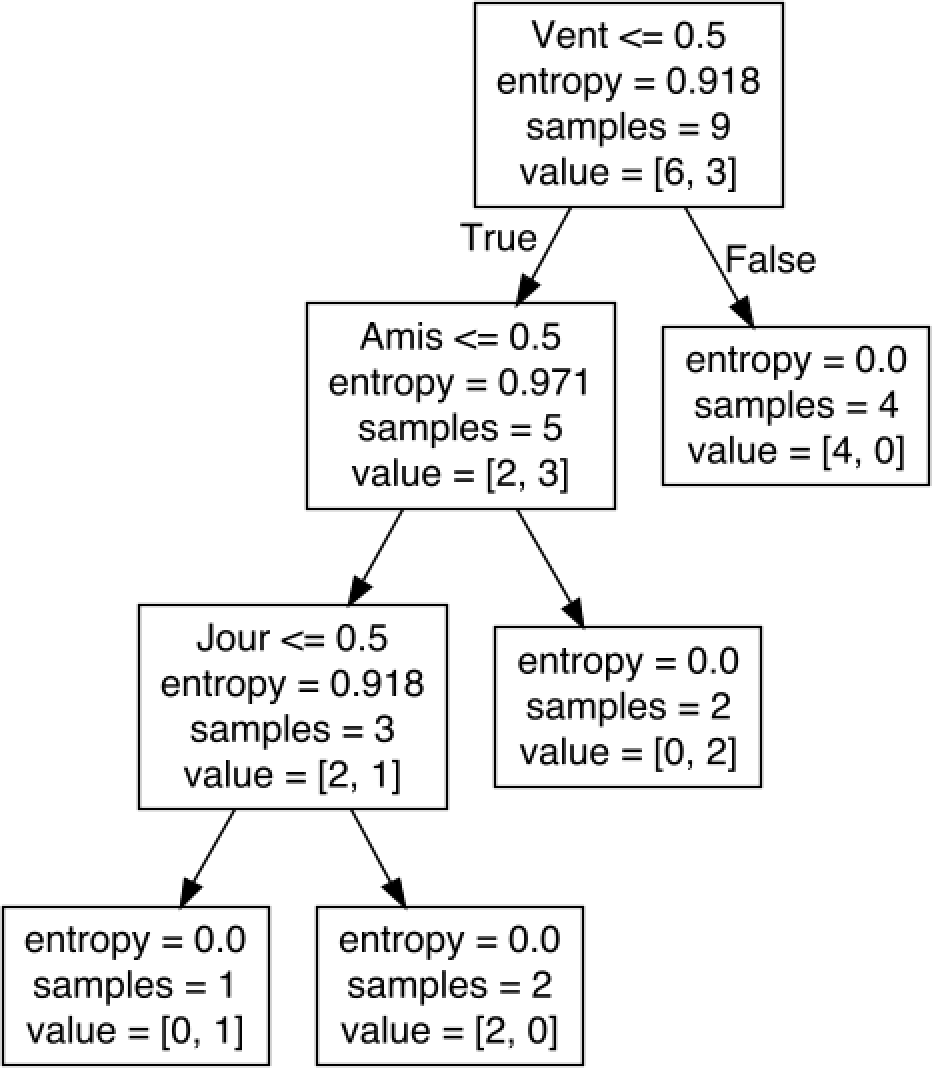 Vent <= 0.5
entropy = 0.918
samples = 9
value = [6, 3]
True
False
Amis <= 0.5
entropy = 0.971
samples = 5
value = [2, 3]
entropy = 0.0
samples = 4
value = [4, 0]
Jour <= 0.5
entropy = 0.918
samples = 3
value = [2, 1]
entropy = 0.0
samples = 2
value = [0, 2]
entropy = 0.0
samples = 1
value = [0, 1]
entropy = 0.0
samples = 2
value = [2, 0]